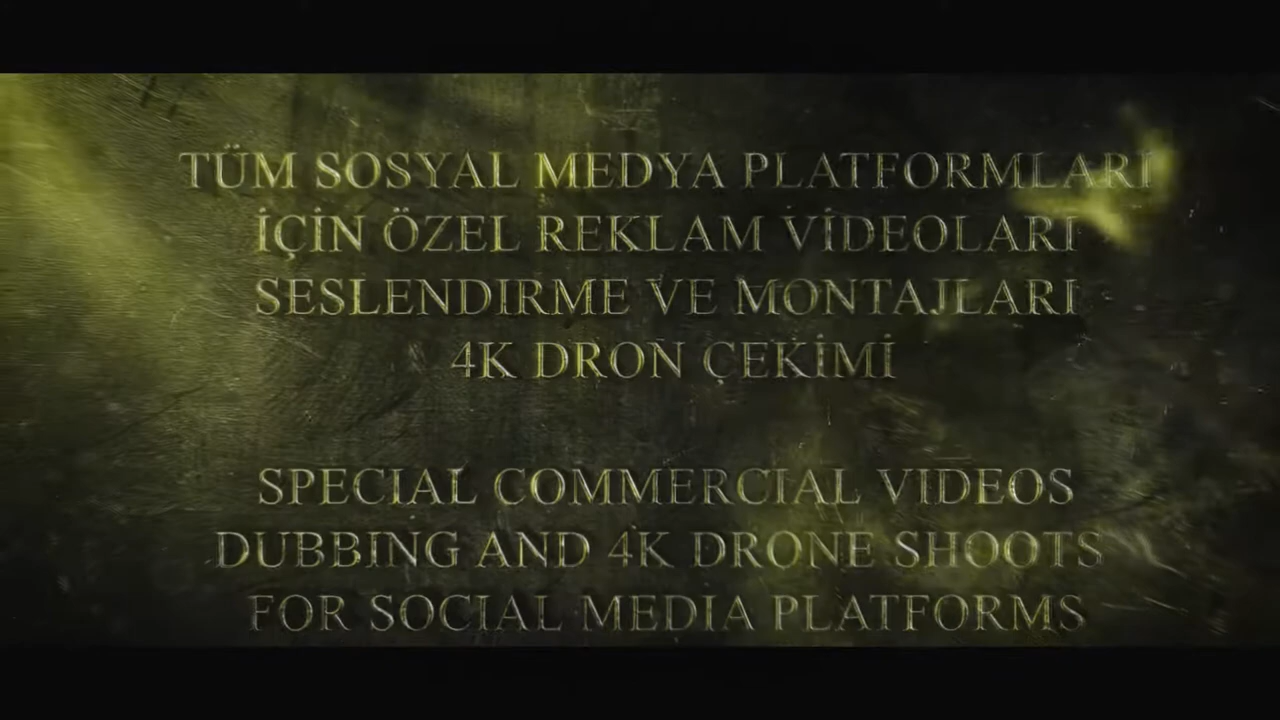 TÜM SOSYAL MEDYA PLATFORMLARI
İÇİN ÖZEL REKLAM VİDEOLARI
SESLENDIRME VE MONTAJLARI
4K DRON ÇEKİMİ
SPECIAL COMMERCIAL VIDEOS
DUBBING AND 4K DRONE SHOOTS
FOR SOCIAL MEDIA PLATFORMS